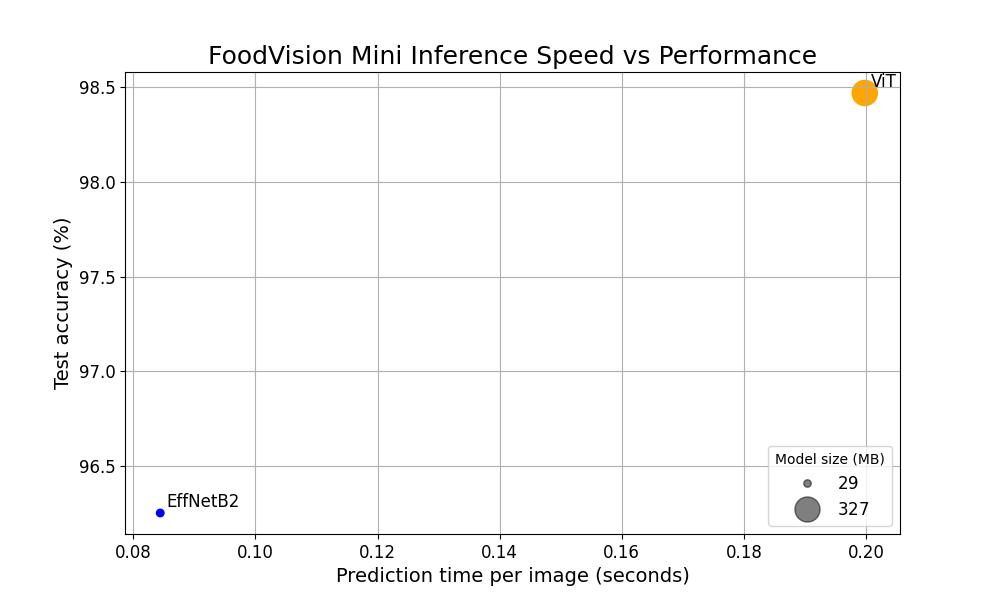 FoodVision Mini Inference Speed vs Performance
98.5
98.0
97.5
97.0
96.5
Test accuracy (%)
ViT
EffNetB2
Model size (MB)
29
327
0.08 0.10 0.12 0.14 0.16 0.18 0.20
Prediction time per image (seconds)